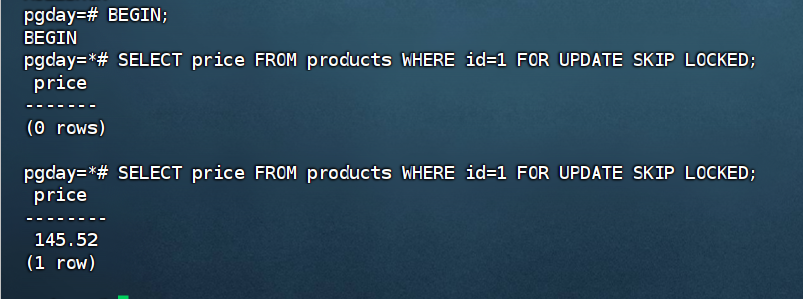 pgday=# BEGIN;
BEGIN
pgday=*# SELECT price FROM products WHERE id=1 FOR UPDATE SKIP LOCKED;
 price
-------
(0 rows)

pgday=*# SELECT price FROM products WHERE id=1 FOR UPDATE SKIP LOCKED;
 price
--------
 145.52
(1 row)